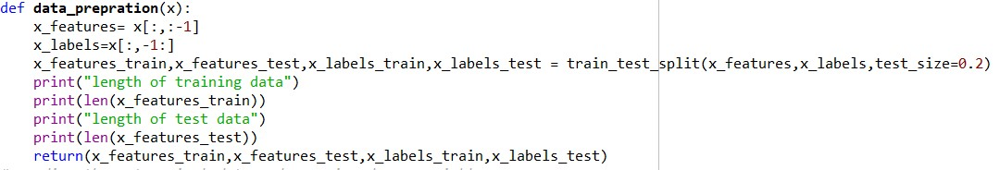 def data_prepration(x):
    x_features= x[:,:-1]
    x_labels=x[:,-1:]
    x_features_train,x_features_test,x_labels_train,x_labels_test = train_test_split(x_features,x_labels,test_size=0.2)
    print("length of training data")
    print(len(x_features_train))
    print("length of test data")
    print(len(x_features_test))
    return(x_features_train,x_features_test,x_labels_train,x_labels_test)